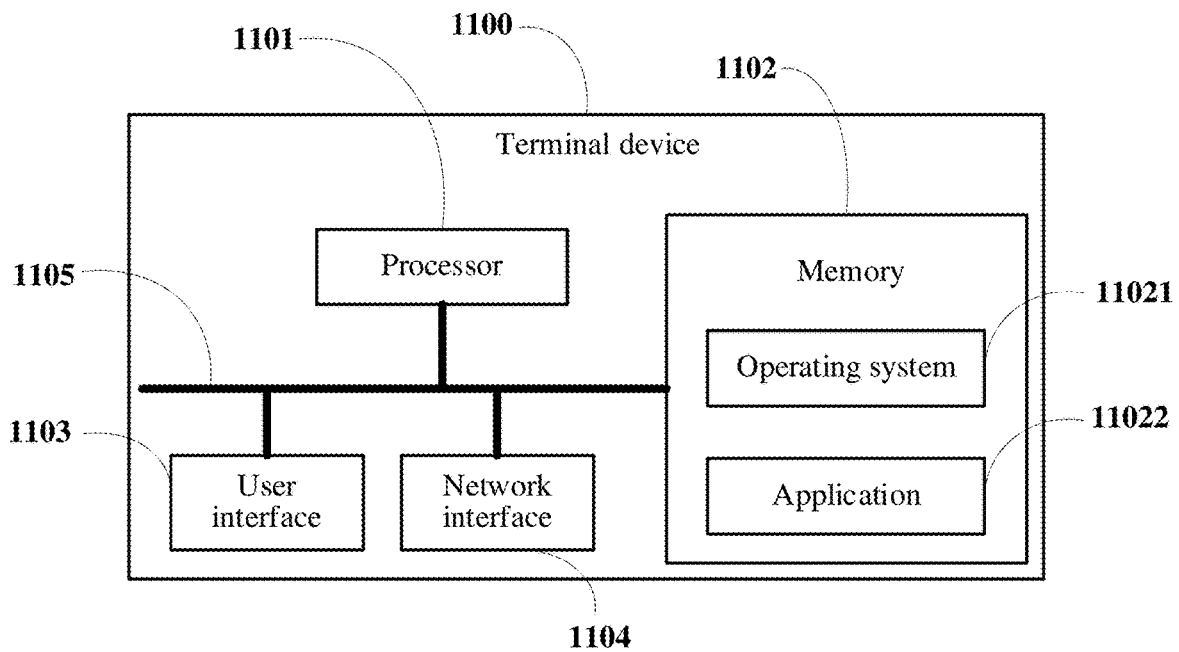 1100
1101
1102
Terminal device
Processor
1105
Memory
11021
Operating system
11022
1103
User
interface
Network
interface
Application
1104